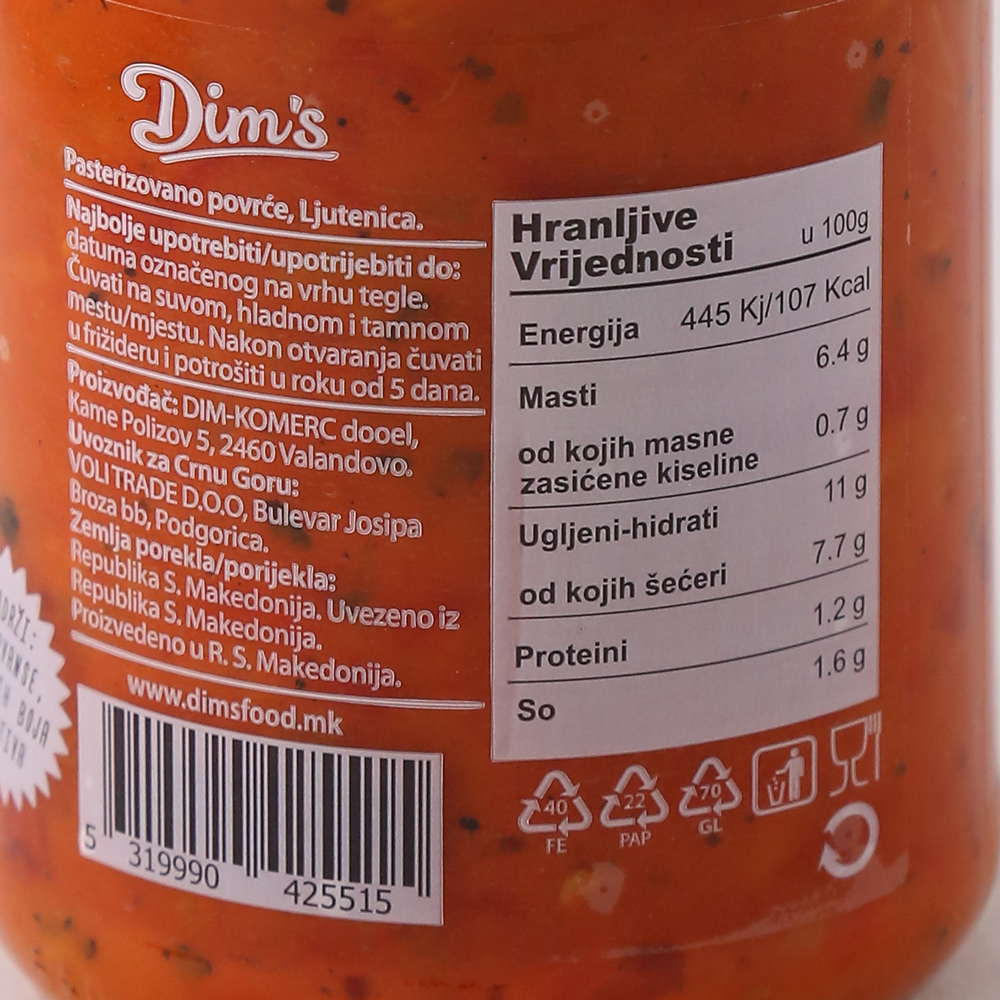 Dim's
Pasterizovano povrće, Ljutenica.
Najbolje upotrebiti/upotrijebiti do:
datuma označenog na vrhu tegle.
Čuvati na suvom, hladnom i tamnom
mestu/mjestu. Nakon otvaranja čuvati
u frižideru i potrošiti u roku od 5 dana.
Proizvođač: DIM-KOMERC dooel,
Kame Polizov 5, 2460 Valandovo.
Uvoznik za Crnu Goru:
VOLI TRADE D.O.O, Bulevar Josipa
Broza bb, Podgorica.
Zemlja porekla/porijekla:
Republika S. Makedonija. Uvezeno iz
Republika S. Makedonija.
Proizvedeno u R. S. Makedonija.
www.dimsfood.mk
5 319990 425515
Hranljive
Vrijednosti u 100g
Energija 445 Kj/107 Kcal
Masti 6.4 g
od kojih masne
zasićene kiseline 0.7 g
Ugljeni-hidrati 11 g
od kojih šećeri 7.7 g
Proteini 1.2 g
So 1.6 g
40 22 70
FE PAP GL
BOJA